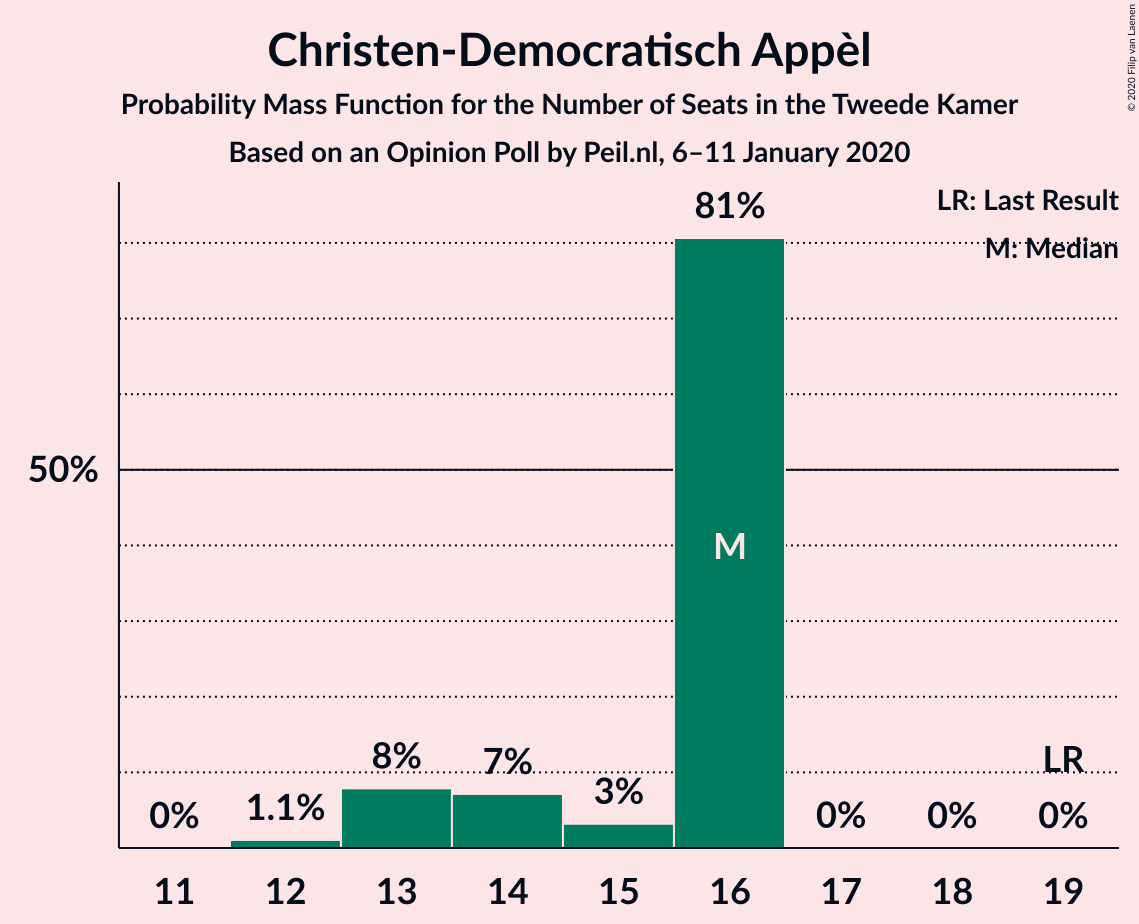 Christen-Democratisch Appèl
Probability Mass Function for the Number of Seats in the Tweede Kamer
Based on an Opinion Poll by Peil.nl, 6–11 January 2020
© 2020 Filip van Laenen
LR: Last Result
M: Median
81%
50%
M
8%
7%
3%
1.1%
0%
0%
0%
LR
0%
11 12 13 14 15 16 17 18 19